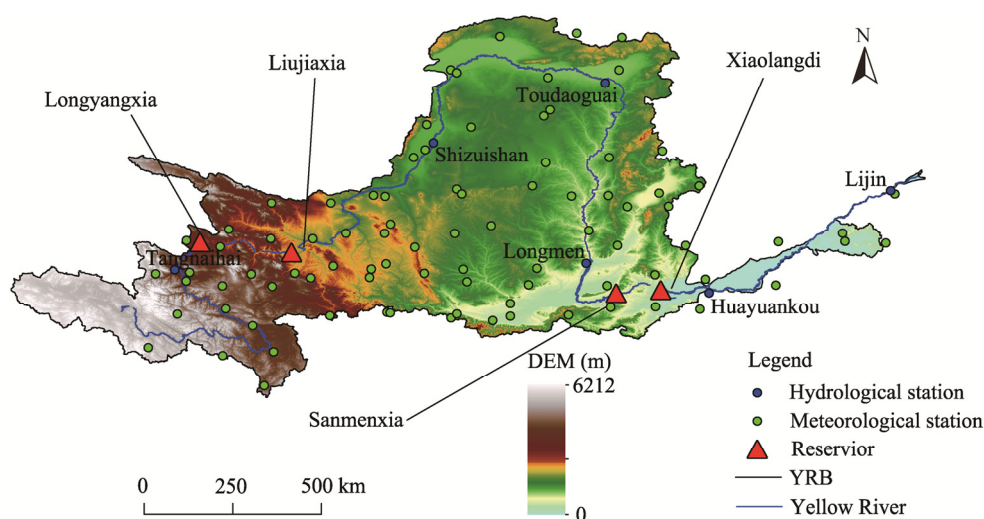 N
Liujiaxia
Xiaolangdi
Longyangxia
Toudaoguai
Shizuishan
Lijin
Longmen
Tangnaihai
Huayuankou
Sanmenxia
DEM (m)
6212
0
Legend
Hydrological station
Meteorological station
Reservior
YRB
Yellow River
0 250 500 km